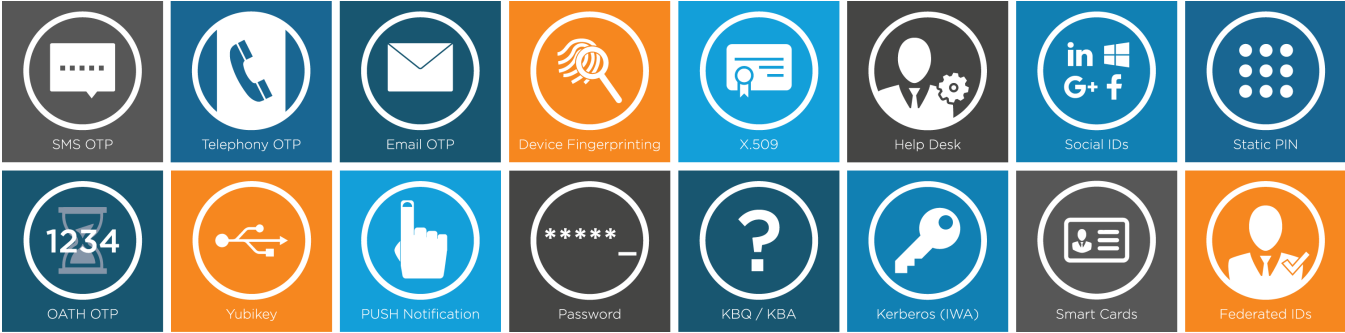 SMS OTP
Telephony OTP
Email OTP
Device Fingerprinting
X.509
Help Desk
in
G+ f
Social IDs
Static PIN
1234
OATH OTP
Yubikey
PUSH Notification
*****_
Password
?
KBQ / KBA
Kerberos (IWA)
Smart Cards
Federated IDs